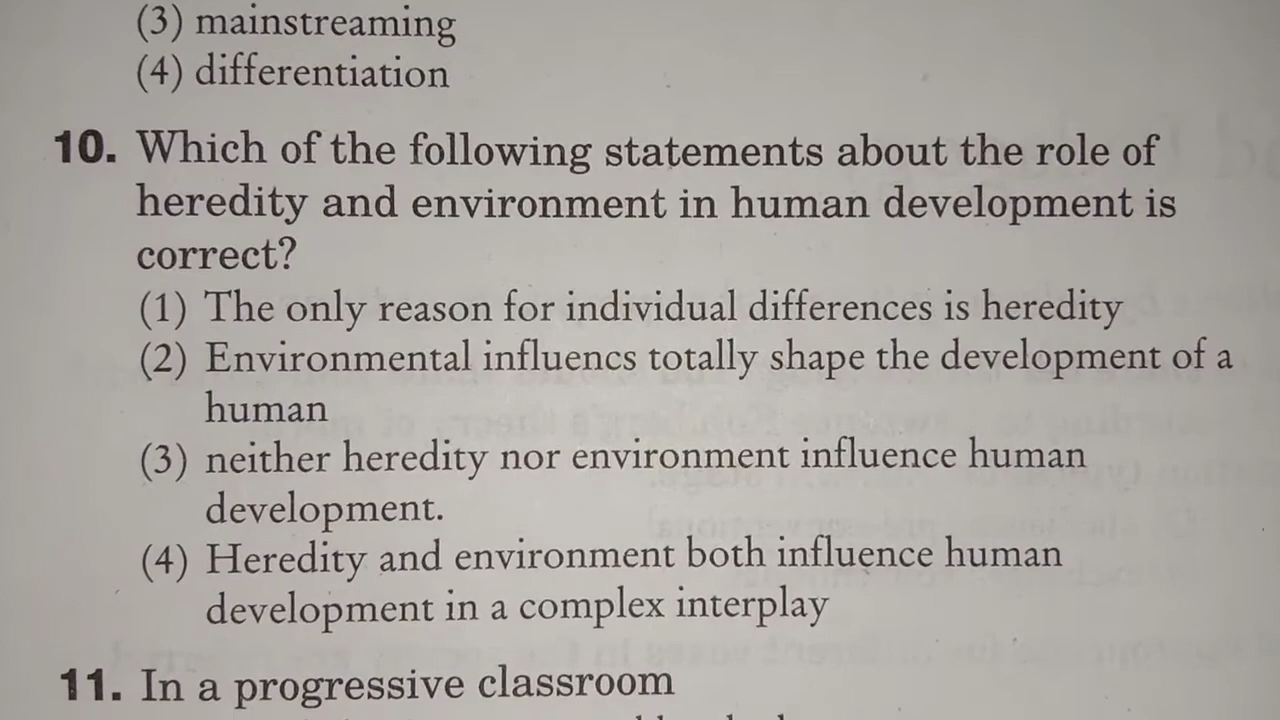 (3) mainstreaming
(4) differentiation
10. Which of the following statements about the role of
heredity and environment in human development is
correct?
(1) The only reason for individual differences is heredity
(2) Environmental influencs totally shape the development of a
human
(3) neither heredity nor environment influence human
development.
(4) Heredity and environment both influence human
development in a complex interplay
11. In a progressive classroom